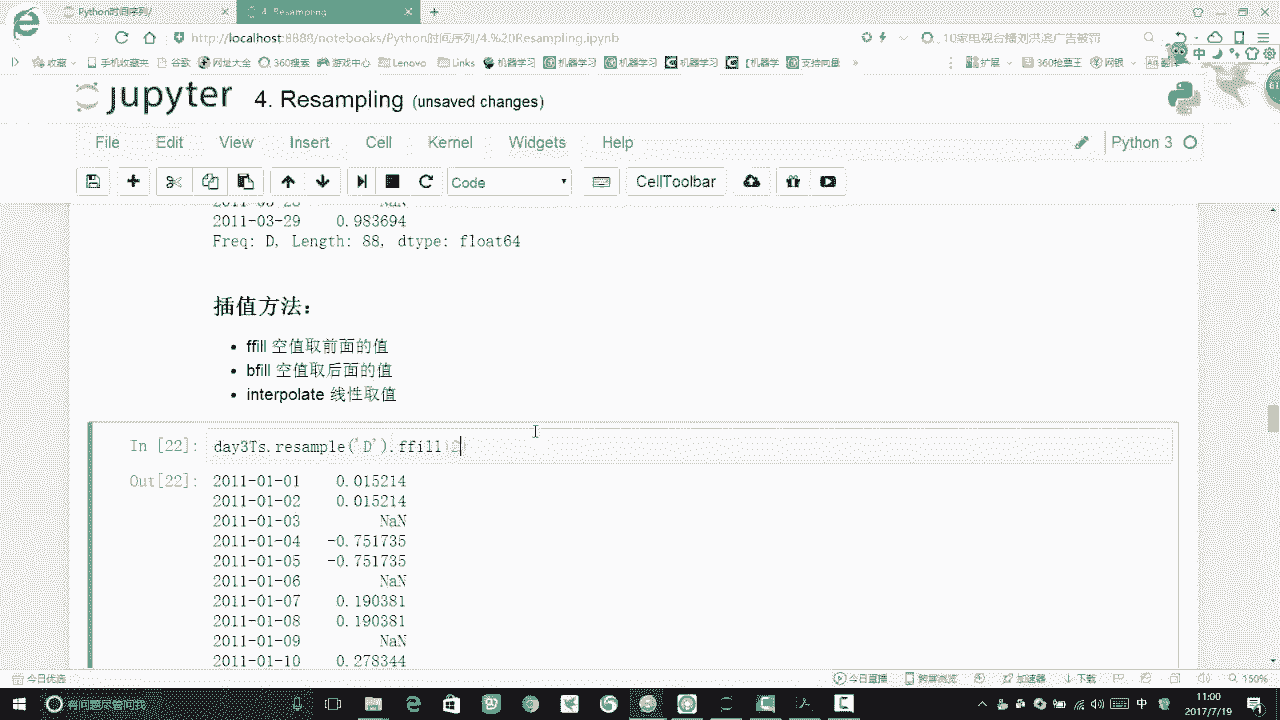 Python时间序列/
4. Resampling
http://localhost:8888/notebooks/Python时间序列/4.%20Resampling.ipynb
10家电视台播洪滨广告被罚
收藏 手机收藏夹 谷歌 网址大全 360搜索 游戏中心 Lenovo Links 机器学习 机器学习 机器学习 机器学习 【机器学 支持向量 » 扩展 360抢票王 网银
jupyter 4. Resampling (unsaved changes)
File Edit View Insert Cell Kernel Widgets Help
Python 3
Code CellToolbar
2011-03-28 NaN
2011-03-29 0.983694
Freq: D, Length: 88, dtype: float64
插值方法:
ffill 空值取前面的值
bfill 空值取后面的值
interpolate 线性取值
In [22]: day3Ts.resample('D').ffill
Out[22]: 2011-01-01 0.015214
2011-01-02 0.015214
2011-01-03 NaN
2011-01-04 -0.751735
2011-01-05 -0.751735
2011-01-06 NaN
2011-01-07 0.190381
2011-01-08 0.190381
2011-01-09 NaN
2011-01-10 0.278344
今日优选 今日直播 跨屏浏览 加速器 下载 150%
有问题尽管问我
中
11:00
2017/7/19